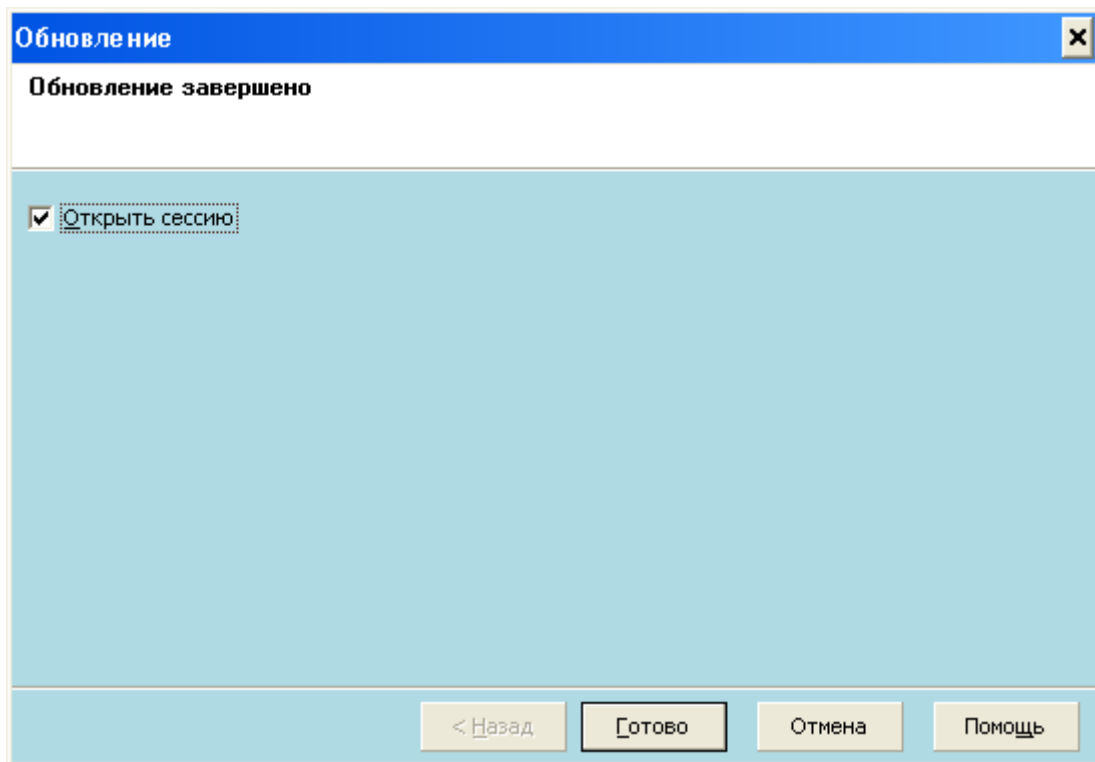 Обновление
Обновление завершено
Открыть сессию
< Назад
Готово
Отмена
Помощь